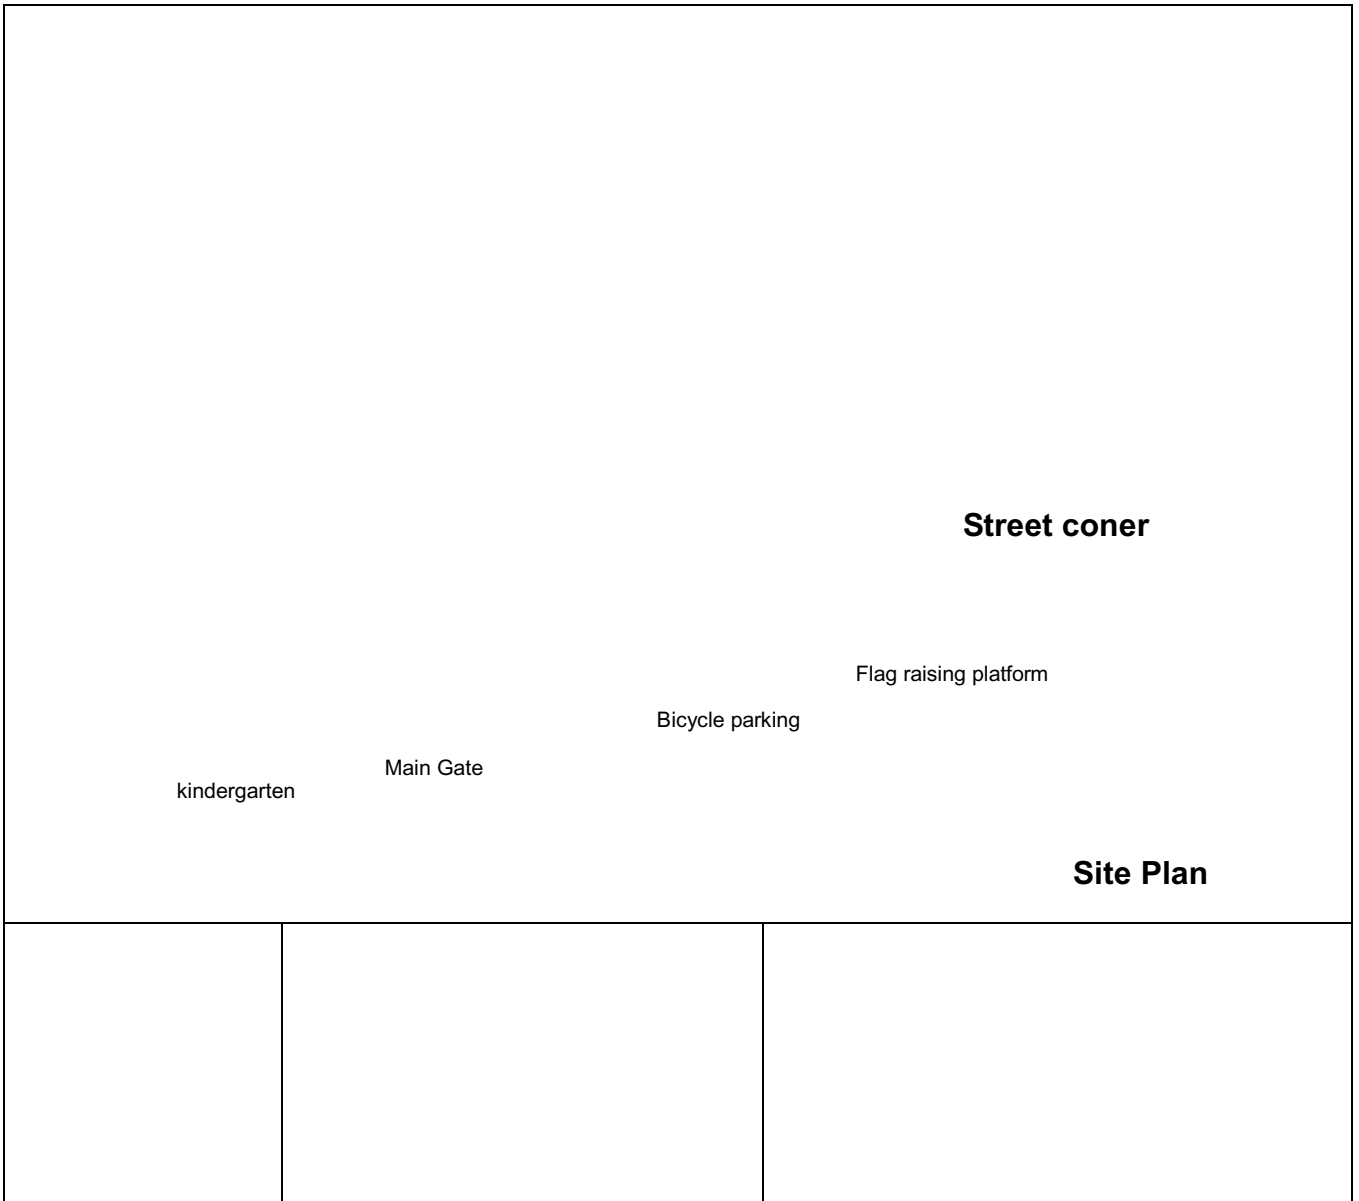 Street coner
Flag raising platform
Bicycle parking
Main Gate
kindergarten
Site Plan